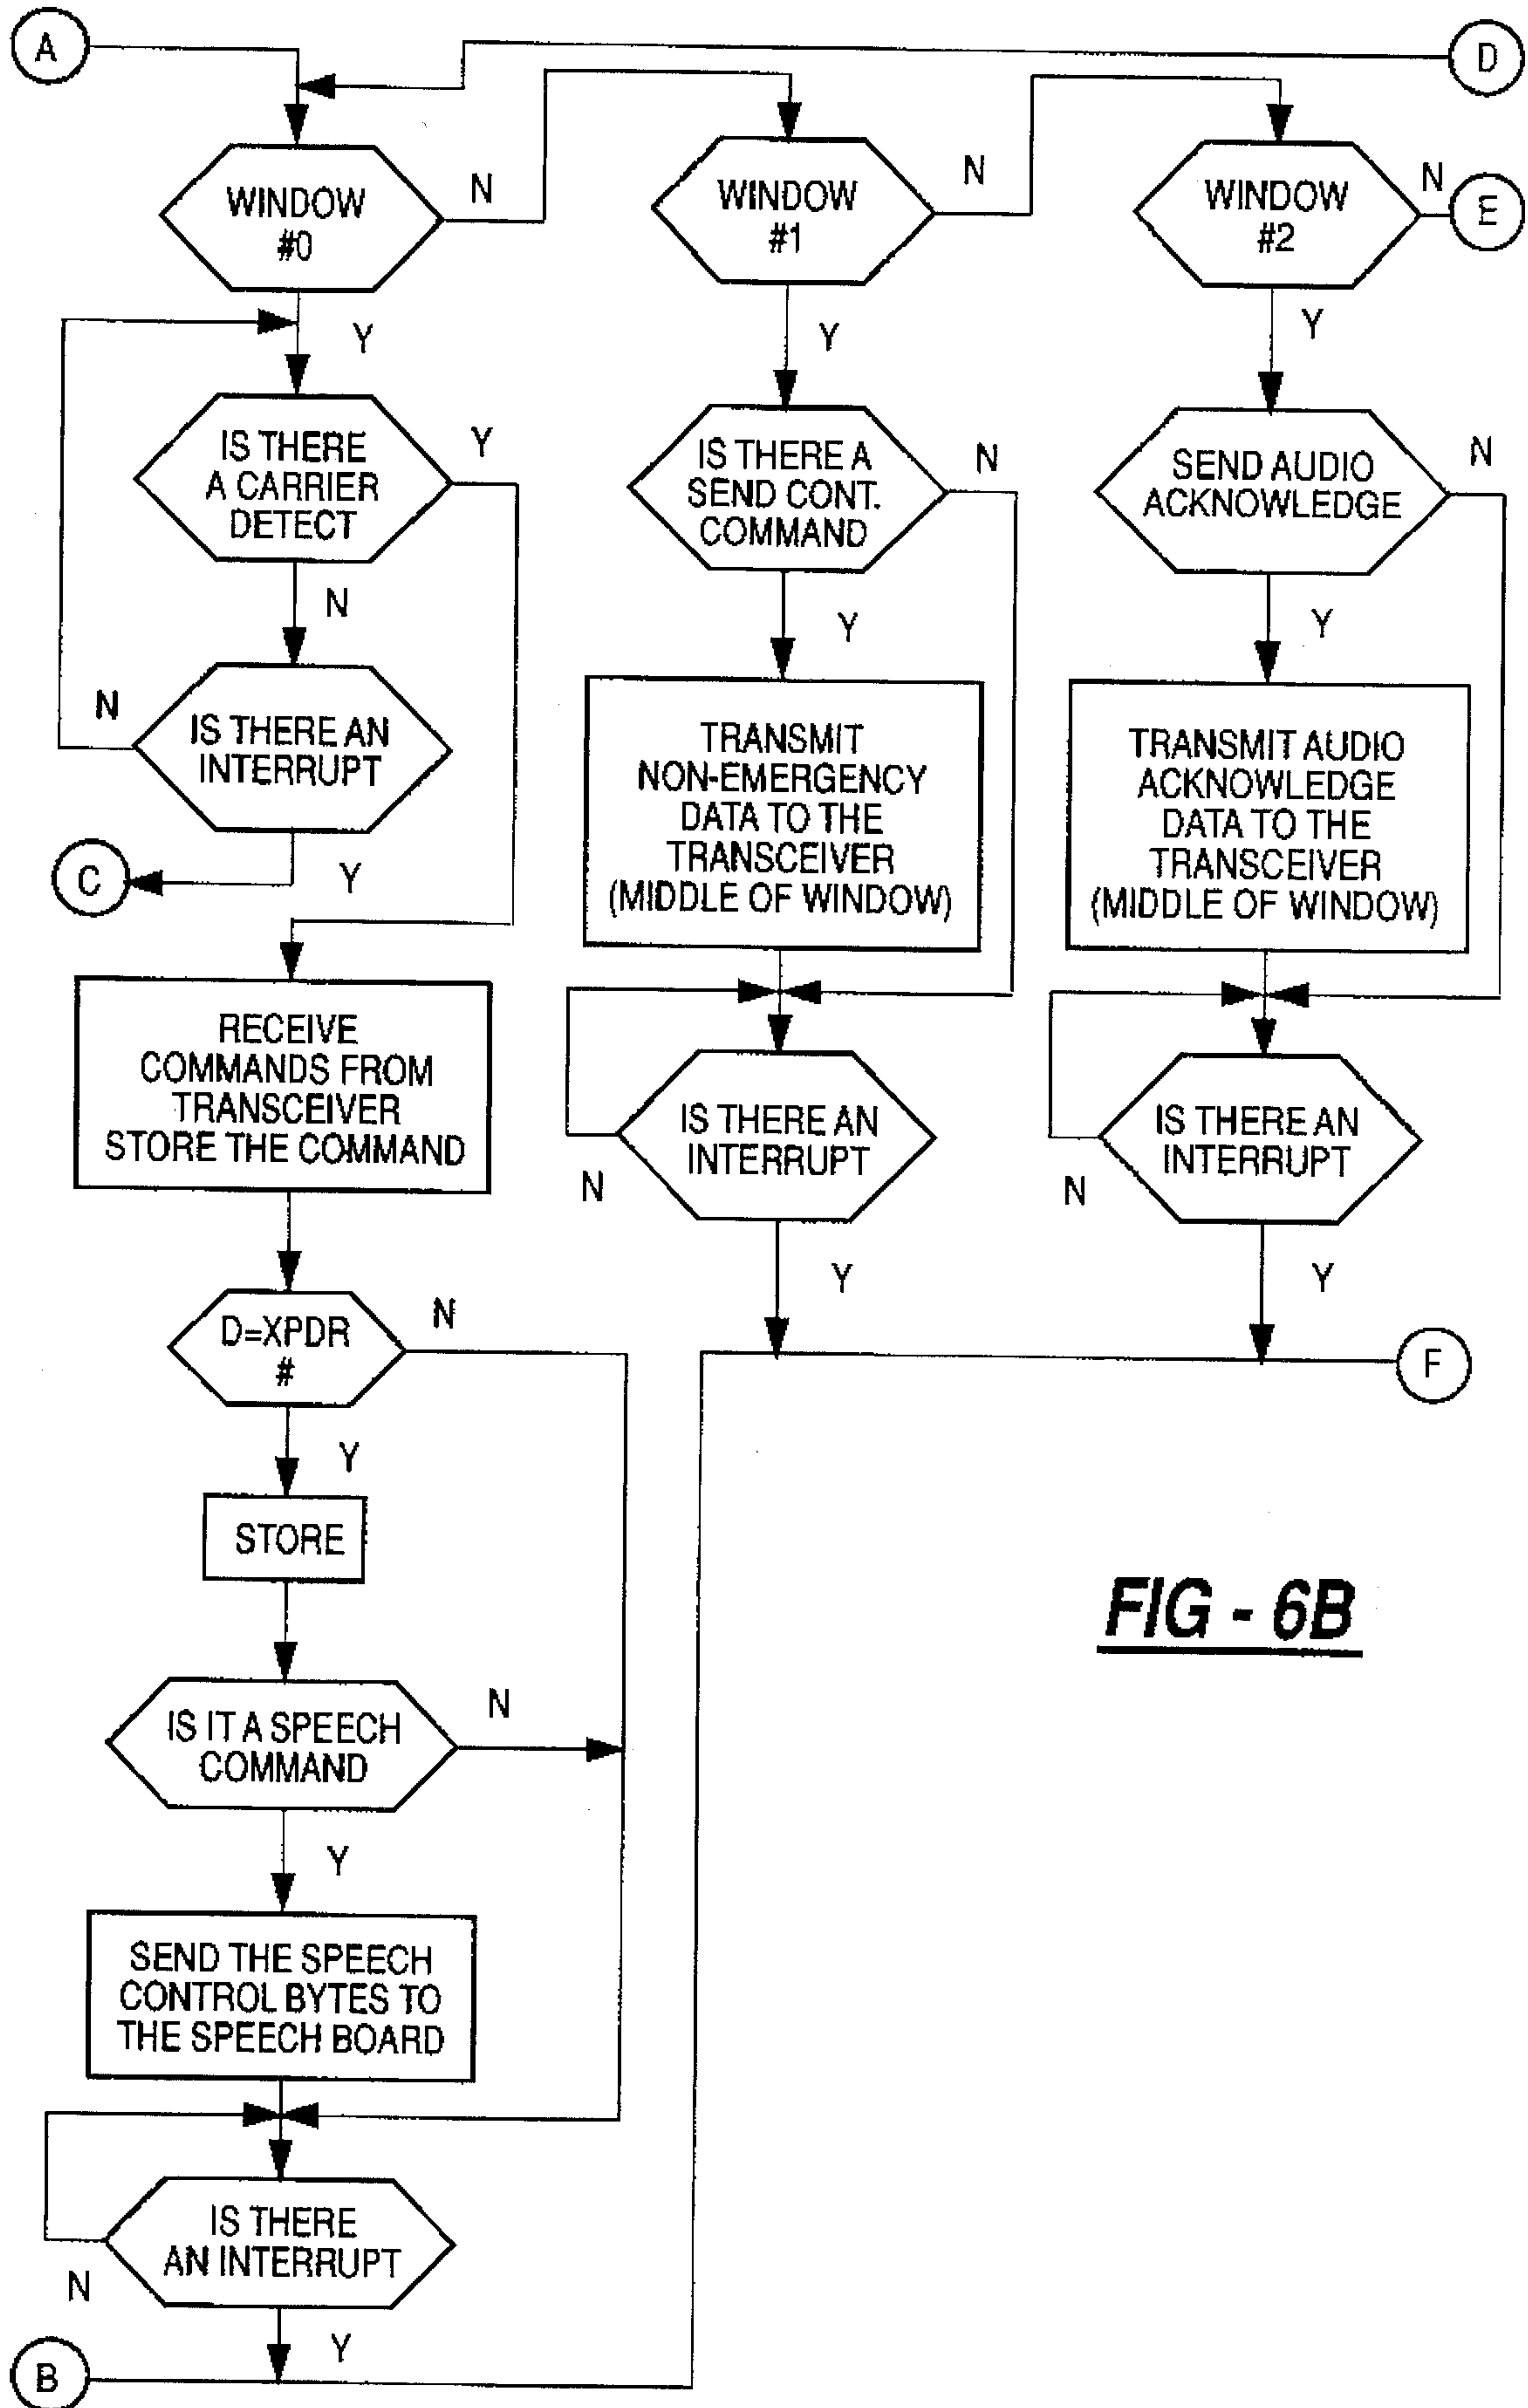 A
D
WINDOW
#0
N
WINDOW
#1
N
WINDOW
#2
N
E
Y
Y
Y
IS THERE
A CARRIER
DETECT
Y
N
IS THERE AN
INTERRUPT
N
Y
C
IS THERE A
SEND CONT.
COMMAND
N
Y
TRANSMIT
NON-EMERGENCY
DATA TO THE
TRANSCEIVER
(MIDDLE OF WINDOW)
IS THERE AN
INTERRUPT
N
Y
SEND AUDIO
ACKNOWLEDGE
N
Y
TRANSMIT AUDIO
ACKNOWLEDGE
DATA TO THE
TRANSCEIVER
(MIDDLE OF WINDOW)
IS THERE AN
INTERRUPT
N
Y
F
RECEIVE
COMMANDS FROM
TRANSCEIVER
STORE THE COMMAND
D=XPDR
#
N
Y
STORE
IS IT A SPEECH
COMMAND
N
Y
SEND THE SPEECH
CONTROL BYTES TO
THE SPEECH BOARD
IS THERE
AN INTERRUPT
N
Y
B
FIG - 6B